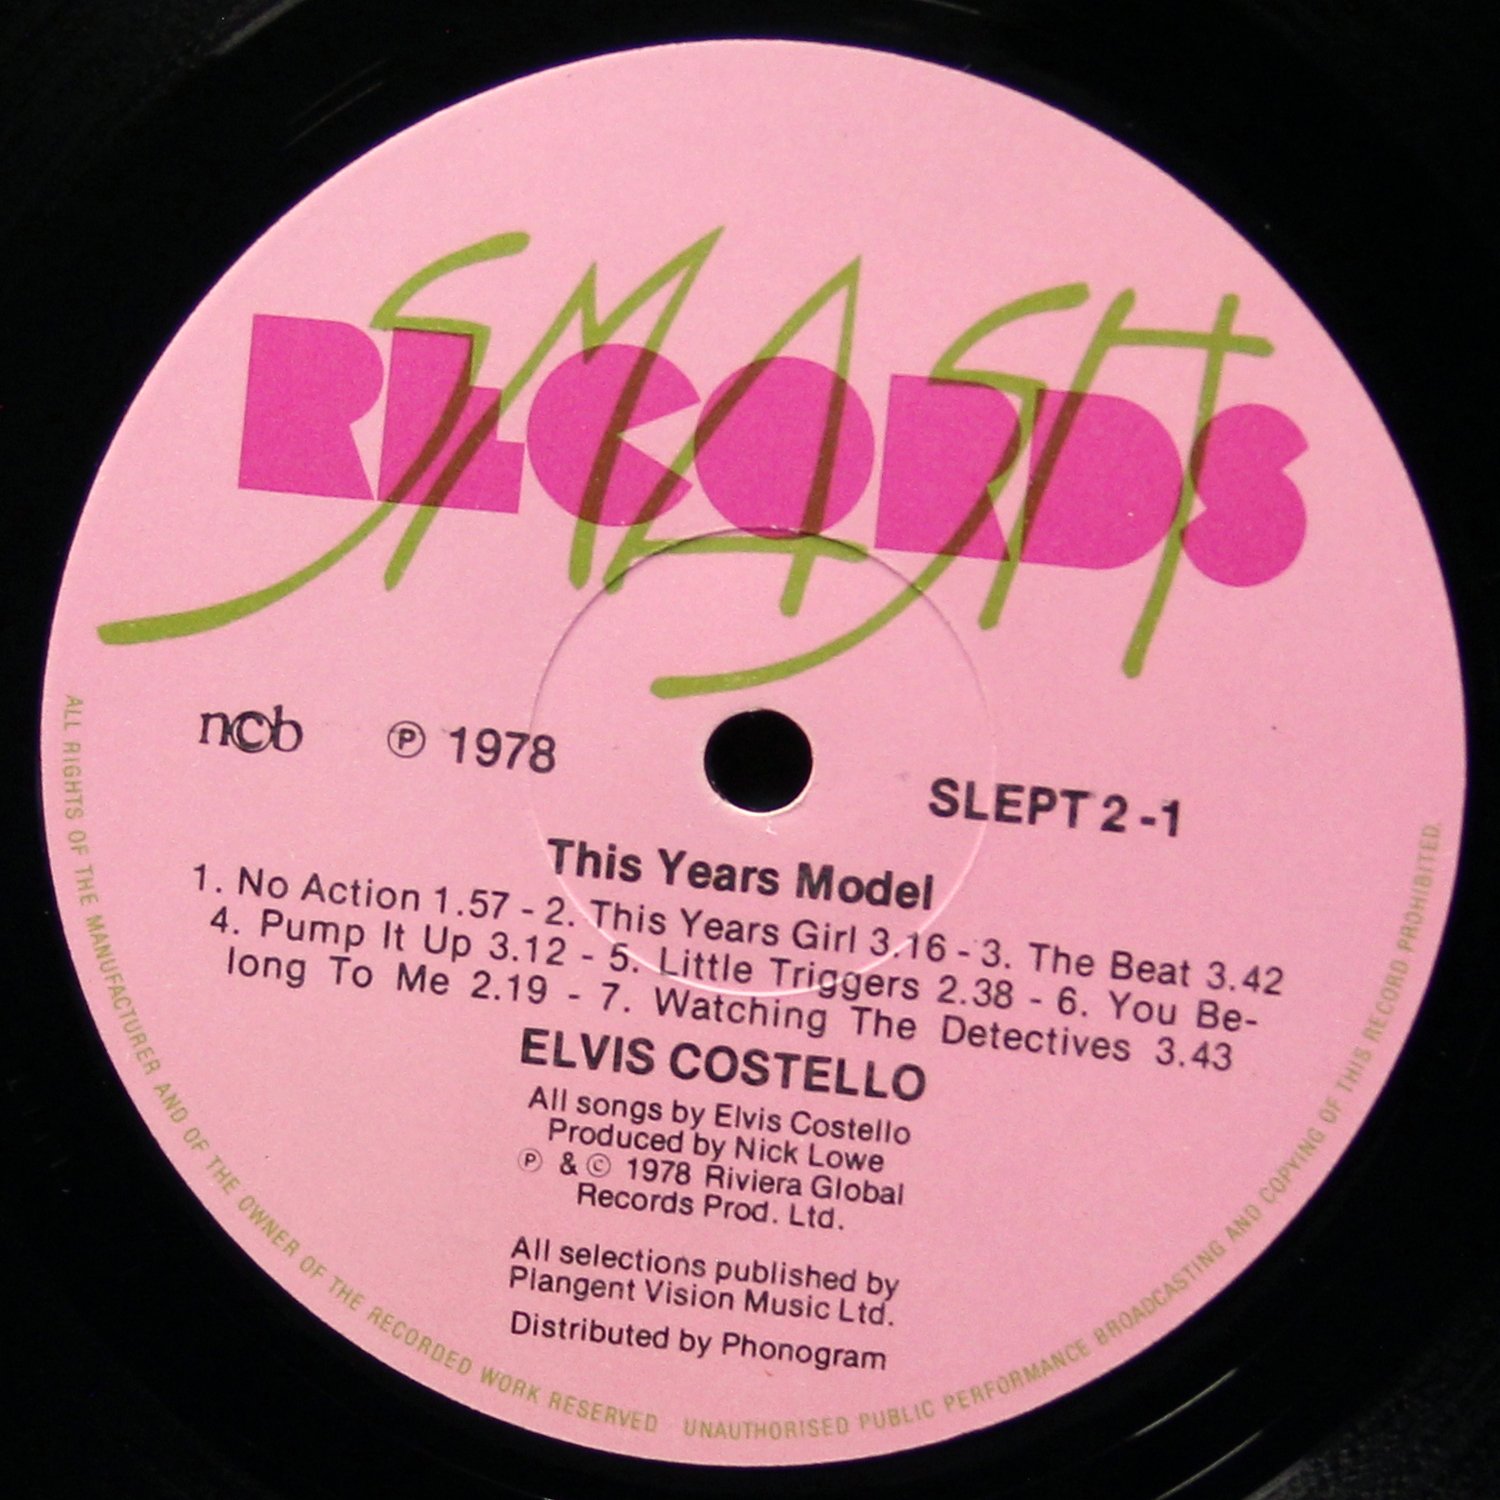 SMASH
RECORDS
ncb ℗ 1978
SLEPT 2 -1
This Years Model
1. No Action 1.57 - 2. This Years Girl 3.16 - 3. The Beat 3.42
4. Pump It Up 3.12 - 5. Little Triggers 2.38 - 6. You Be-
long To Me 2.19 - 7. Watching The Detectives 3.43
ELVIS COSTELLO
All songs by Elvis Costello
Produced by Nick Lowe
℗ & © 1978 Riviera Global
Records Prod. Ltd.
All selections published by
Plangent Vision Music Ltd.
Distributed by Phonogram
ALL RIGHTS OF THE MANUFACTURER AND OF THE OWNER OF THE RECORDED WORK RESERVED UNAUTHORISED PUBLIC PERFORMANCE BROADCASTING AND COPYING OF THIS RECORD PROHIBITED.